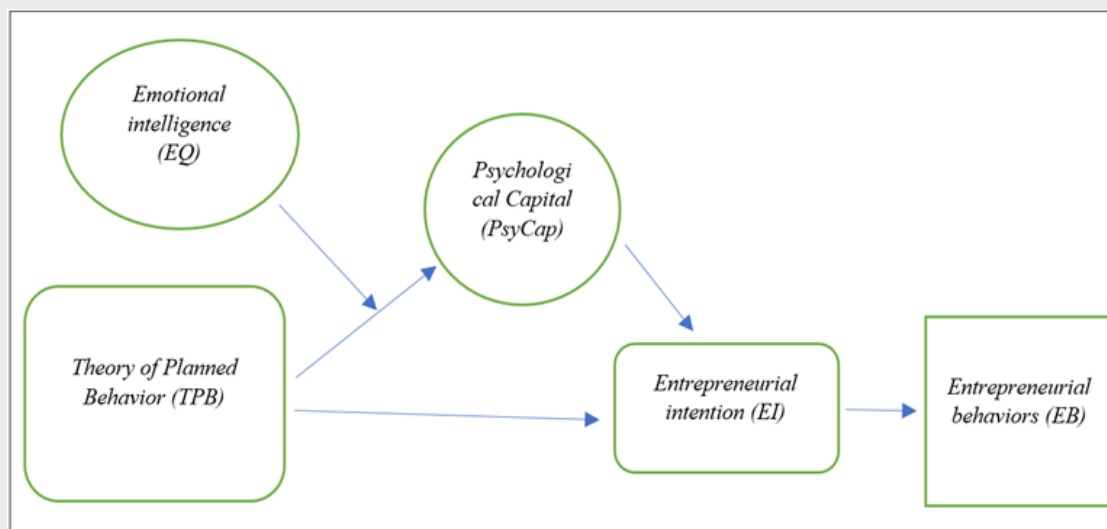 Emotional
intelligence
(EQ)
Psychologi
cal Capital
(PsyCap)
Theory of Planned
Behavior (TPB)
Entrepreneurial
intention (EI)
Entrepreneurial
behaviors (EB)